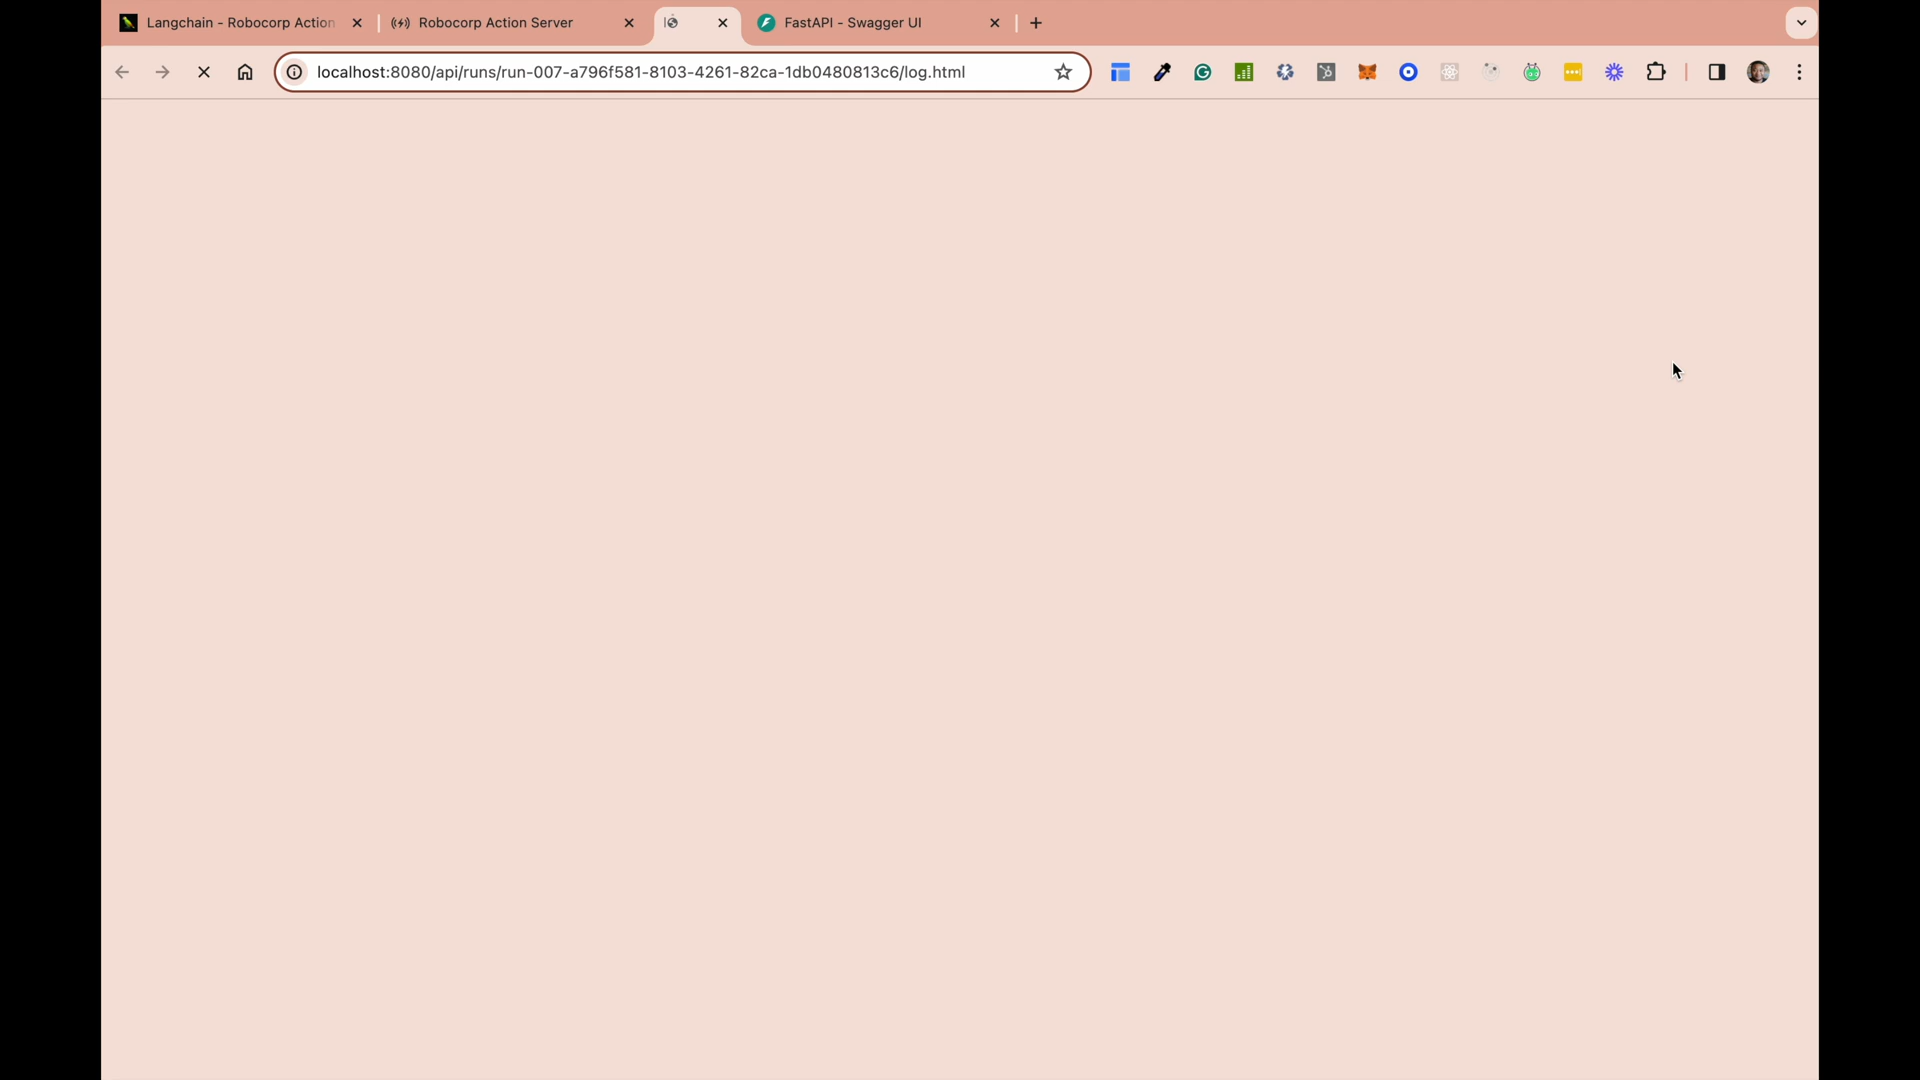 Langchain - Robocorp Action
Robocorp Action Server
FastAPI - Swagger UI
localhost:8080/api/runs/run-007-a796f581-8103-4261-82ca-1db0480813c6/log.html